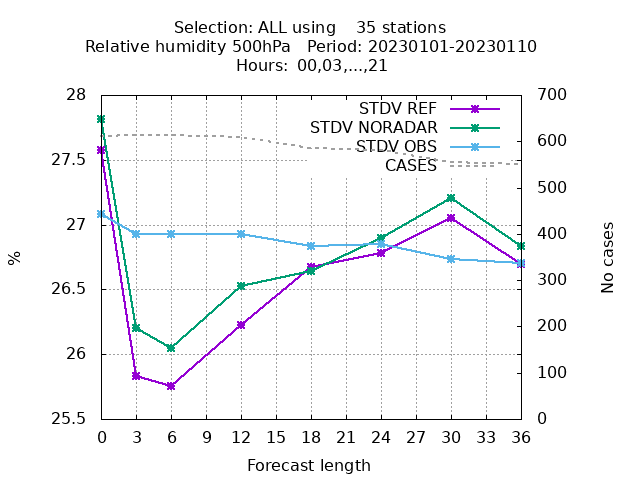 Selection: ALL using    35 stations
Relative humidity 500hPa   Period: 20230101-20230110
Hours: 00,03,...,21
28
27.5
27
26.5
26
25.5
%
700
600
500
400
300
200
100
0
No cases
STDV REF
STDV NORADAR
STDV OBS
CASES
0 3 6 9 12 15 18 21 24 27 30 33 36
Forecast length